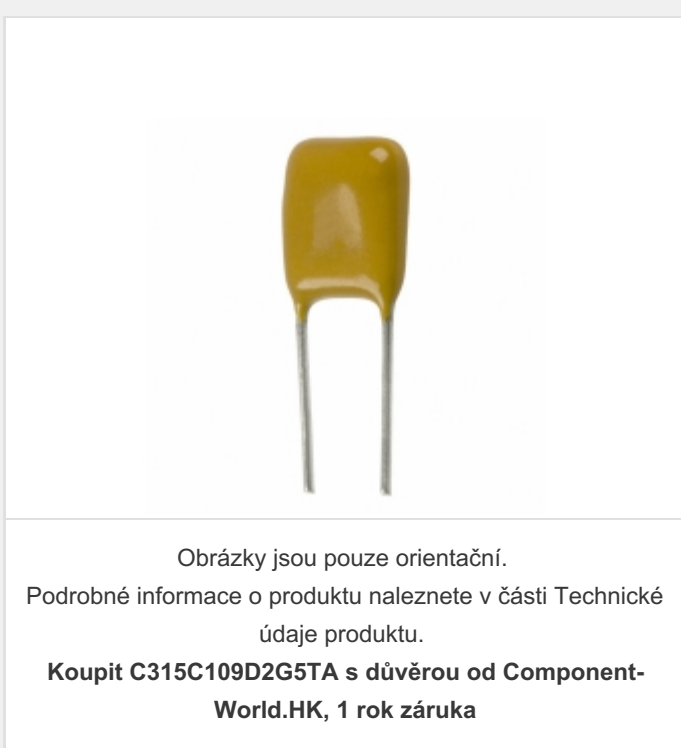 Obrázky jsou pouze orientační.
Podrobné informace o produktu naleznete v části Technické
údaje produktu.
Koupit C315C109D2G5TA s důvěrou od Component-
World.HK, 1 rok záruka